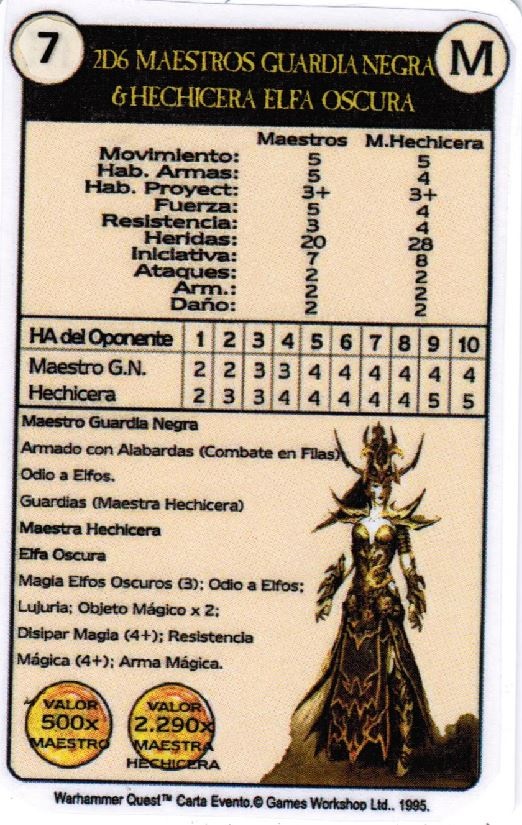 7
2D6 MAESTROS GUARDIA NEGRA
& HECHICERA ELFA OSCURA
M
Maestros M.Hechicera
Movimiento: 5 5
Hab. Armas: 5 4
Hab. Proyect: 3+ 3+
Fuerza: 5 4
Resistencia: 3 4
Heridas: 20 28
Iniciativa: 7 8
Ataques: 2 2
Arm.: 2 2
Daño: 2 2
HA del Oponente 1 2 3 4 5 6 7 8 9 10
Maestro G.N. 2 2 3 3 4 4 4 4 4 4
Hechicera 2 3 3 4 4 4 4 4 5 5
Maestro Guardia Negra
Armado con Alabardas (Combate en Filas)
Odio a Elfos.
Guardias (Maestra Hechicera)
Maestra Hechicera
Elfa Oscura
Magia Elfos Oscuros (3); Odio a Elfos;
Lujuria; Objeto Mágico x 2;
Disipar Magia (4+); Resistencia
Mágica (4+); Arma Mágica.
VALOR
500x
MAESTRO
VALOR
2.290x
MAESTRA
HECHICERA
Warhammer Quest™ Carta Evento.© Games Workshop Ltd.. 1995.